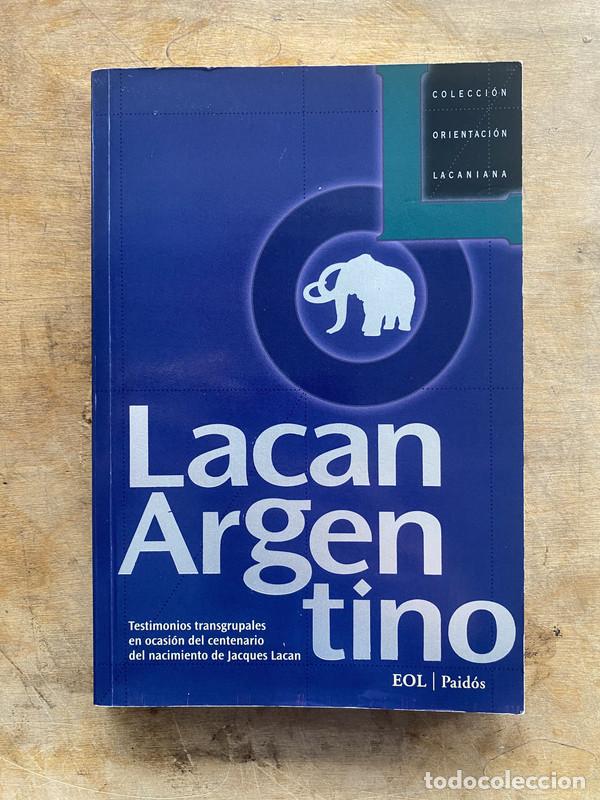 COLECCIÓN
ORIENTACIÓN
LACANIANA
Lacan
Argen
tino
Testimonios transgrupales
en ocasión del centenario
del nacimiento de Jacques Lacan
EOL | Paidós
todocoleccion